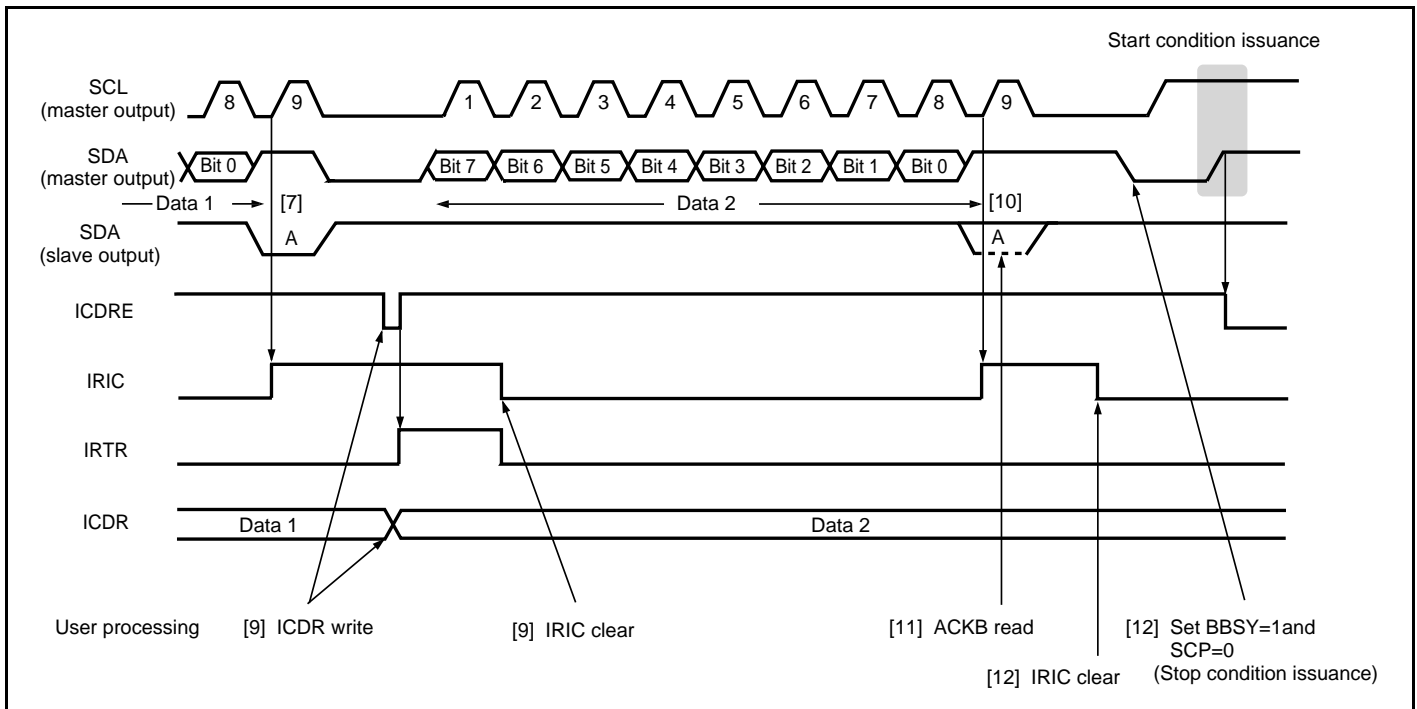 Start condition issuance
SCL
(master output)
8 9 1 2 3 4 5 6 7 8 9
SDA
(master output)
Bit 0 Bit 7 Bit 6 Bit 5 Bit 4 Bit 3 Bit 2 Bit 1 Bit 0
Data 1 [7] Data 2 [10]
SDA
(slave output)
A A
ICDRE
IRIC
IRTR
ICDR
Data 1 Data 2
User processing [9] ICDR write [9] IRIC clear [11] ACKB read [12] Set BBSY=1and
SCP=0
[12] IRIC clear (Stop condition issuance)